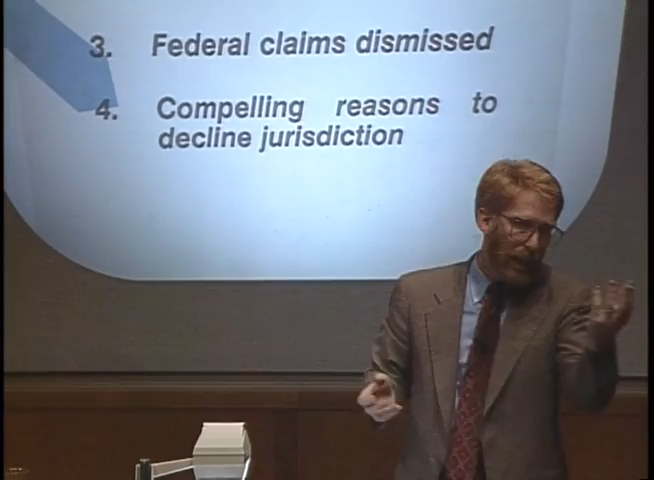 3. Federal claims dismissed
4. Compelling reasons to
decline jurisdiction